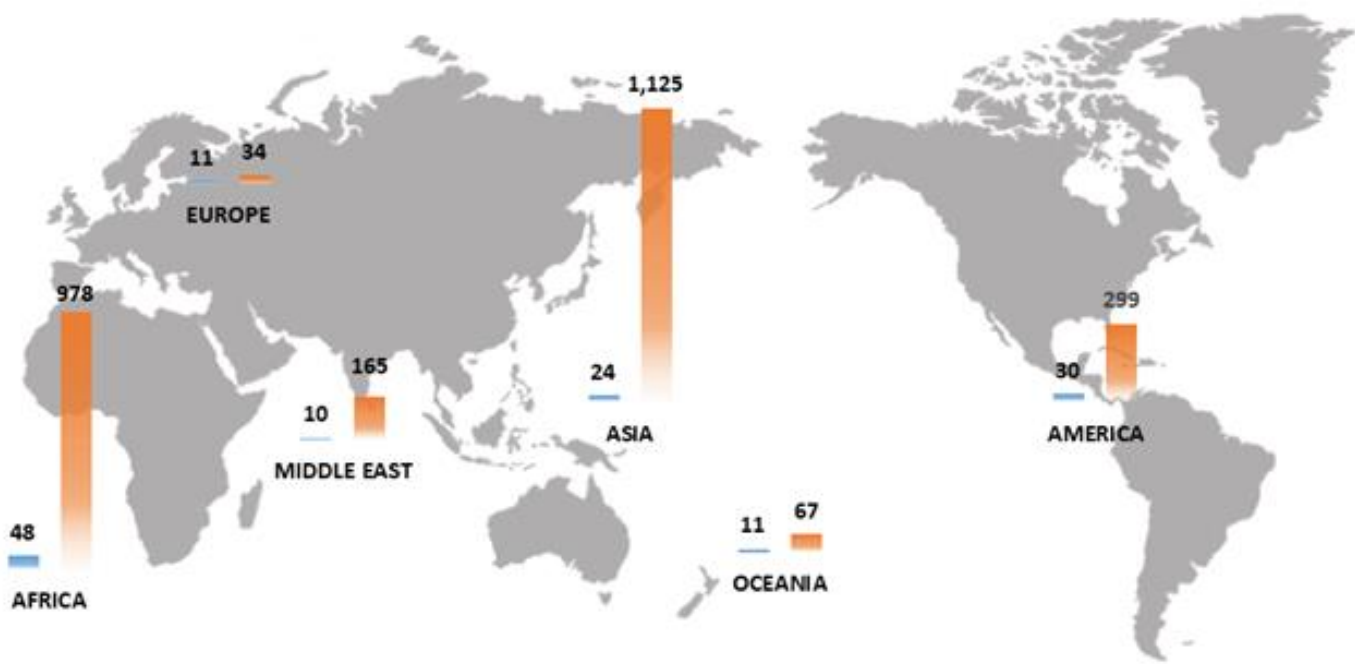 1,125
11 34
EUROPE
978
299
165
24
30
10
ASIA
AMERICA
MIDDLE EAST
48
11 67
OCEANIA
AFRICA